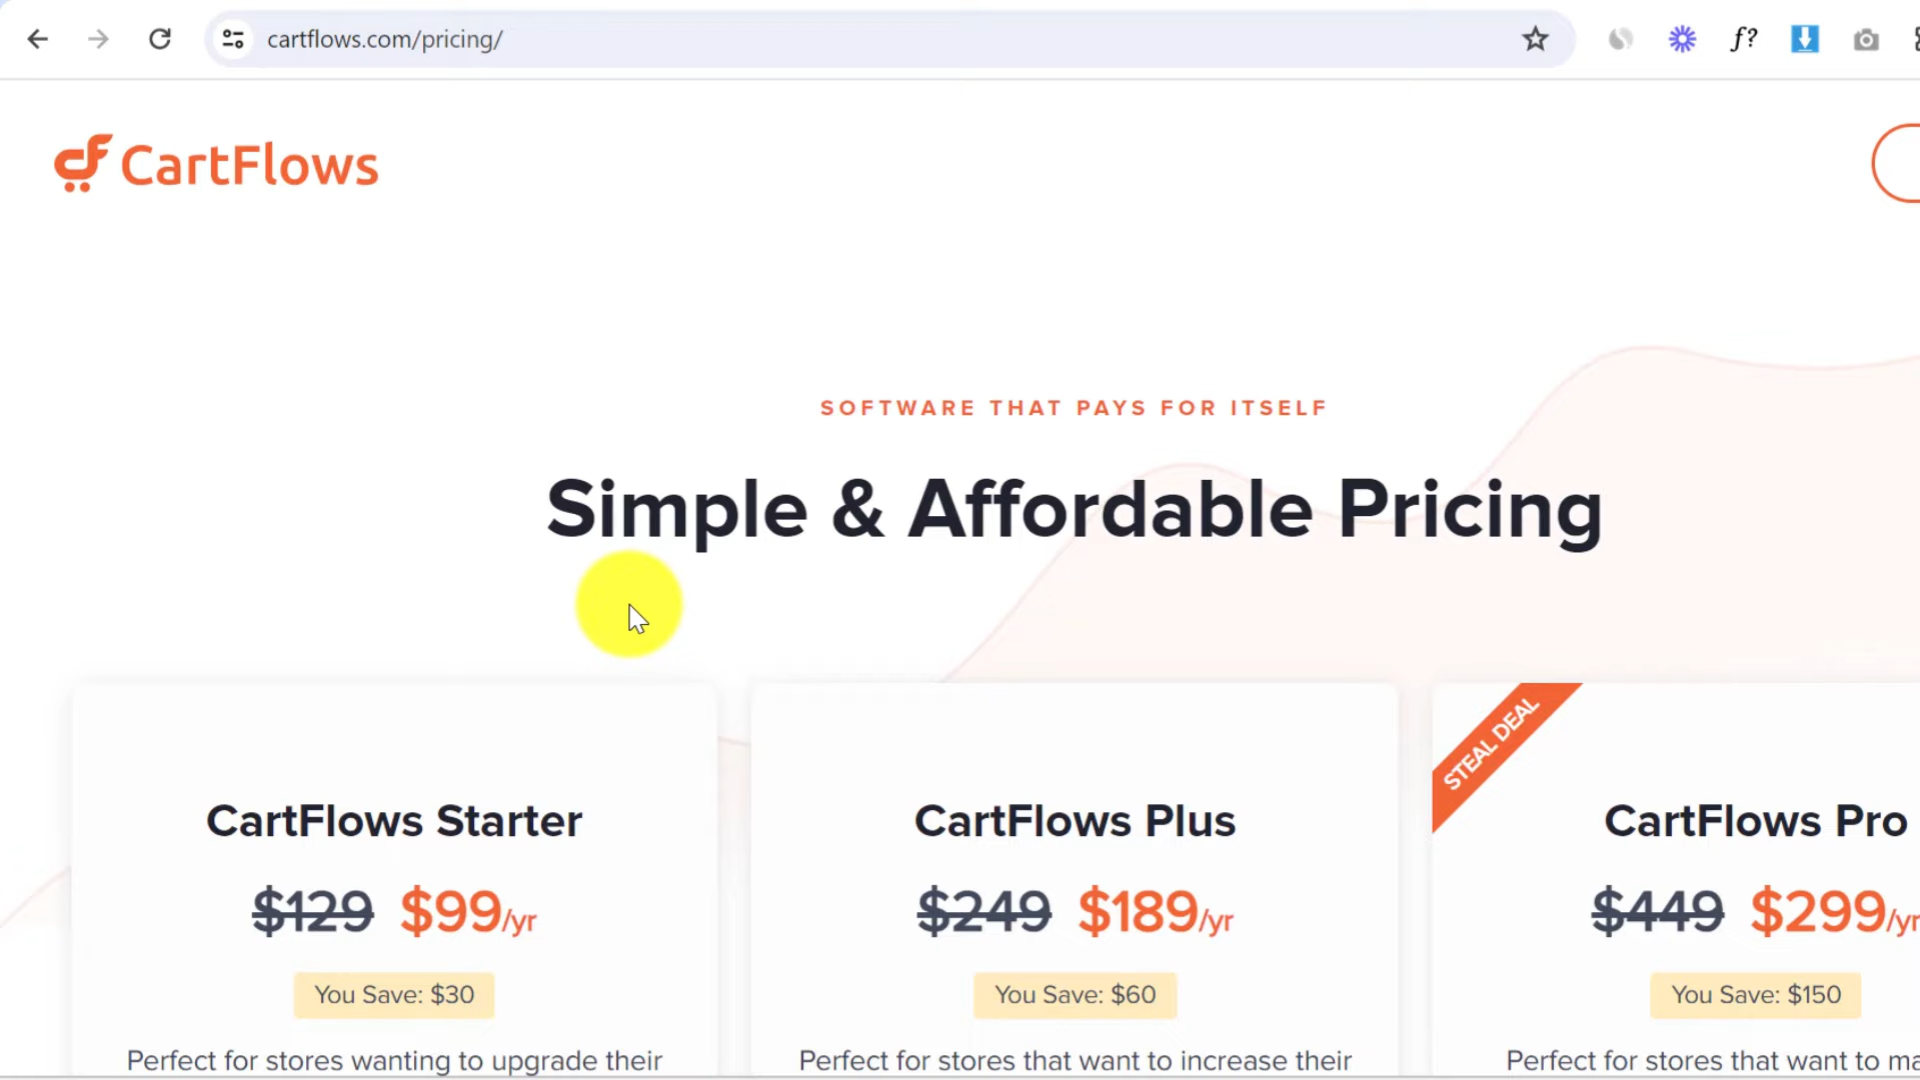 cartflows.com/pricing/
f?
CartFlows
SOFTWARE THAT PAYS FOR ITSELF
Simple & Affordable Pricing
STEAL DEAL
CartFlows Starter
CartFlows Plus
CartFlows Pro
$129 $99/yr
$249 $189/yr
$449 $299/yr
You Save: $30
You Save: $60
You Save: $150
Perfect for stores wanting to upgrade their
Perfect for stores that want to increase their
Perfect for stores that want to